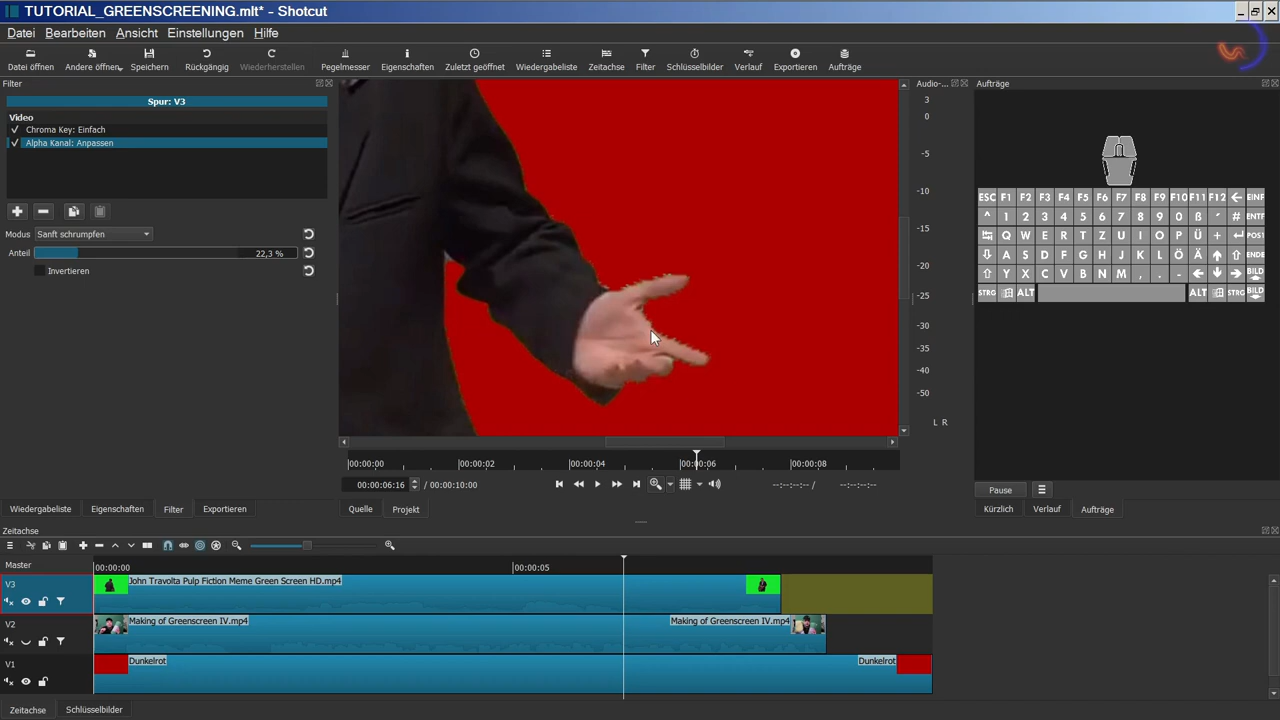 TUTORIAL_GREENSCREENING.mlt* - Shotcut
Datei Bearbeiten Ansicht Einstellungen Hilfe
Datei öffnen Andere öffnen Speichern Rückgängig Wiederherstellen Pegelmesser Eigenschaften Zuletzt geöffnet Wiedergabeliste Zeitachse Filter Schlüsselbilder Verlauf Exportieren Aufträge
Filter
Spur: V3
Video
✓ Chroma Key: Einfach
✓ Alpha Kanal: Anpassen
Modus Sanft schrumpfen
Anteil 22,3 %
Invertieren
Audio-...
3
0
-5
-10
-15
-20
-25
-30
-35
-40
-50
L R
Aufträge
ESC F1 F2 F3 F4 F5 F6 F7 F8 F9 F10 F11 F12 ← EINF
^ 1 2 3 4 5 6 7 8 9 0 ß ´ # ENTF
Q W E R T Z U I O P Ü + POS1
A S D F G H J K L Ö Ä ENDE
Y X C V B N M , . - BILD
STRG ALT ALT STRG BILD
00:00:00 00:00:02 00:00:04 00:00:06 00:00:08
00:00:06:16 / 00:00:10:00 --:--:--:-- / --:--:--:--
Pause
Wiedergabeliste Eigenschaften Filter Exportieren
Quelle Projekt
Kürzlich Verlauf Aufträge
Zeitachse
Master 00:00:00 00:00:05
V3 John Travolta Pulp Fiction Meme Green Screen HD.mp4
V2 Making of Greenscreen IV.mp4 Making of Greenscreen IV.mp4
V1 Dunkelrot Dunkelrot
Zeitachse Schlüsselbilder